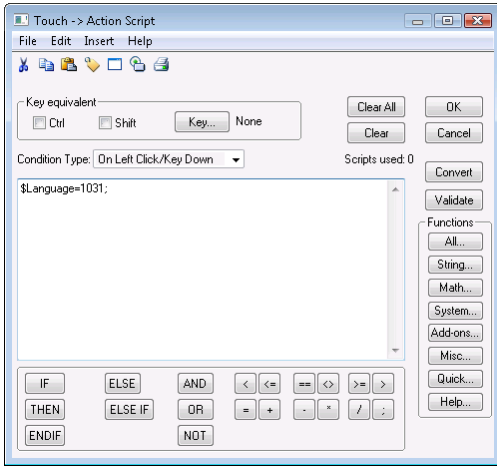 Touch -> Action Script
File Edit Insert Help
Key equivalent
Ctrl Shift Key... None
Clear All
Clear
OK
Cancel
Condition Type: On Left Click/Key Down
Scripts used: 0
Convert
Validate
$Language=1031;
Functions
All...
String...
Math...
System...
Add-ons...
Misc...
Quick...
Help...
IF ELSE AND < <= == <> >= >
THEN ELSE IF OR = + - * / ;
ENDIF NOT